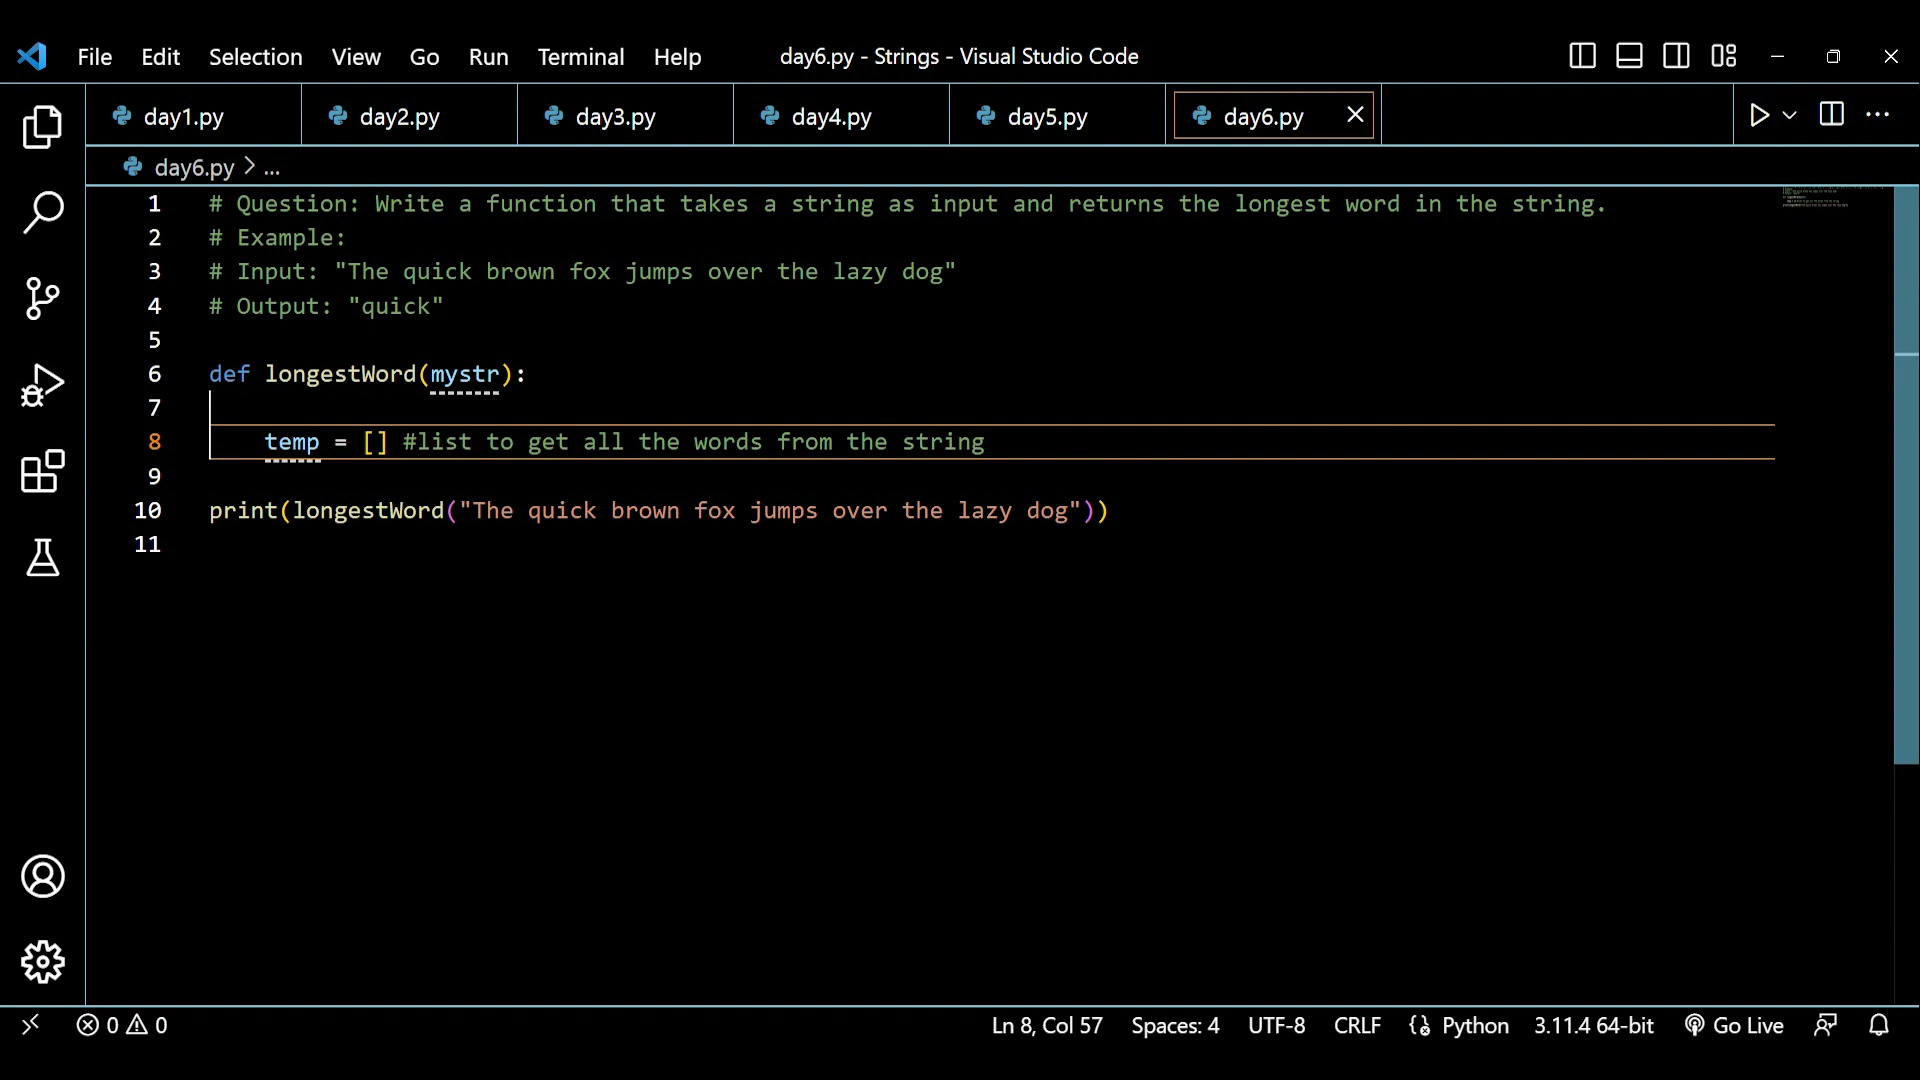 File Edit Selection View Go Run Terminal Help day6.py - Strings - Visual Studio Code
day1.py day2.py day3.py day4.py day5.py day6.py
day6.py > ...
1 # Question: Write a function that takes a string as input and returns the longest word in the string.
2 # Example:
3 # Input: "The quick brown fox jumps over the lazy dog"
4 # Output: "quick"
5
6 def longestWord(mystr):
7
8 temp = [] #list to get all the words from the string
9
10 print(longestWord("The quick brown fox jumps over the lazy dog"))
11
0 0 Ln 8, Col 57 Spaces: 4 UTF-8 CRLF Python 3.11.4 64-bit Go Live